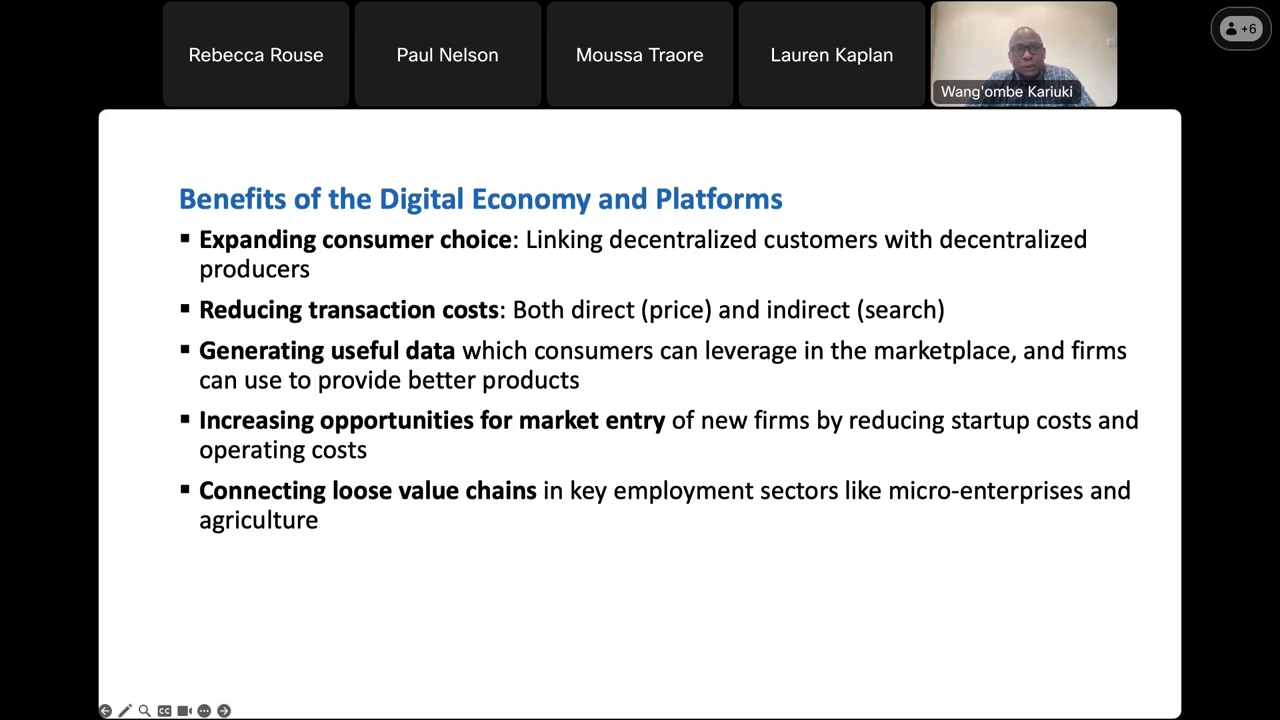 Rebecca Rouse
Paul Nelson
Moussa Traore
Lauren Kaplan
Wang'ombe Kariuki
+6
Benefits of the Digital Economy and Platforms
▪ Expanding consumer choice: Linking decentralized customers with decentralized
producers
▪ Reducing transaction costs: Both direct (price) and indirect (search)
▪ Generating useful data which consumers can leverage in the marketplace, and firms
can use to provide better products
▪ Increasing opportunities for market entry of new firms by reducing startup costs and
operating costs
▪ Connecting loose value chains in key employment sectors like micro-enterprises and
agriculture
CC